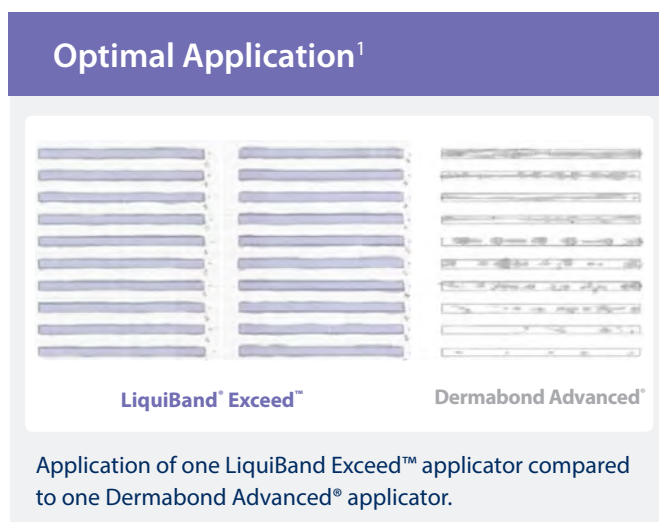 Optimal Application¹
LiquiBand® Exceed™
Dermabond Advanced®
Application of one LiquiBand Exceed™ applicator compared
to one Dermabond Advanced® applicator.